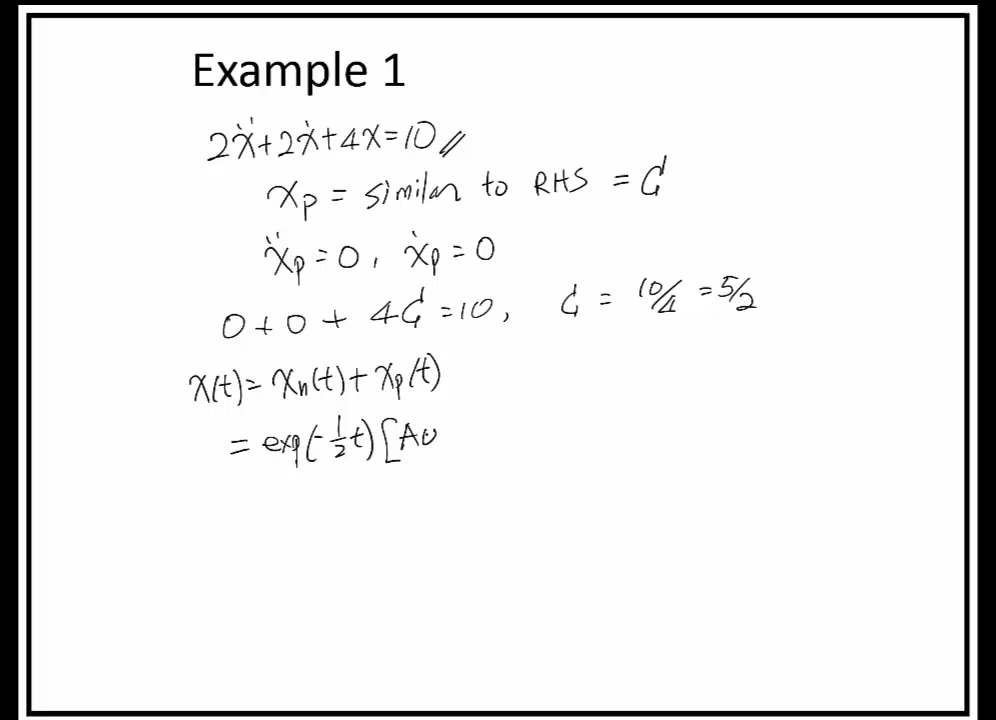 Example 1
2ẍ+2ẋ+4x=10
xp = similar to RHS = C
ẍp=0, ẋp=0
0+0+4C=10, C = 10/4 =5/2
x(t)= xn(t)+xp(t)
= exp(-1/2t)[A